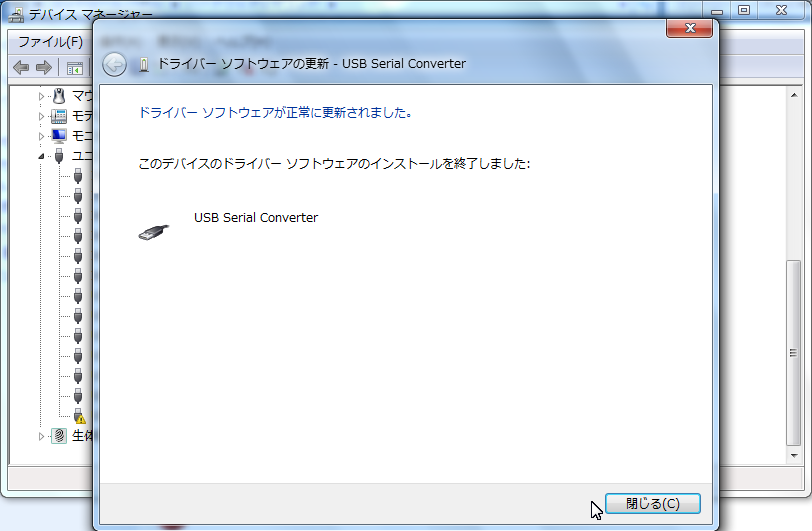 デバイス マネージャー
ファイル(F)
ドライバー ソフトウェアの更新 - USB Serial Converter
マウ
モデ
モニ
ユニ
生体
ドライバー ソフトウェアが正常に更新されました。
このデバイスのドライバー ソフトウェアのインストールを終了しました:
USB Serial Converter
閉じる(C)